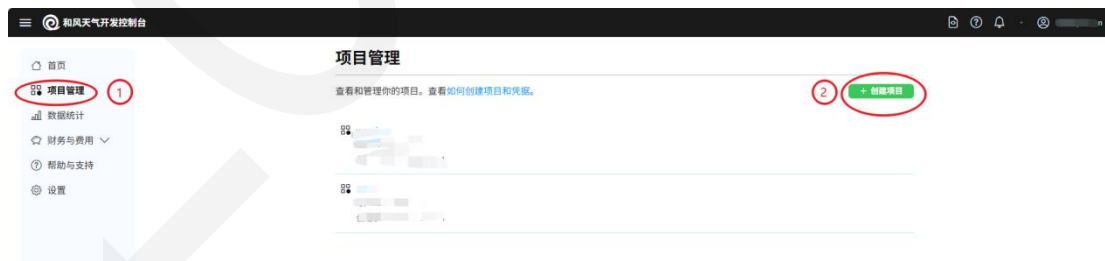 和风天气开发控制台
首页
项目管理
1
数据统计
财务与费用
帮助与支持
设置
项目管理
查看和管理你的项目。查看如何创建项目和凭据。
2
+ 创建项目